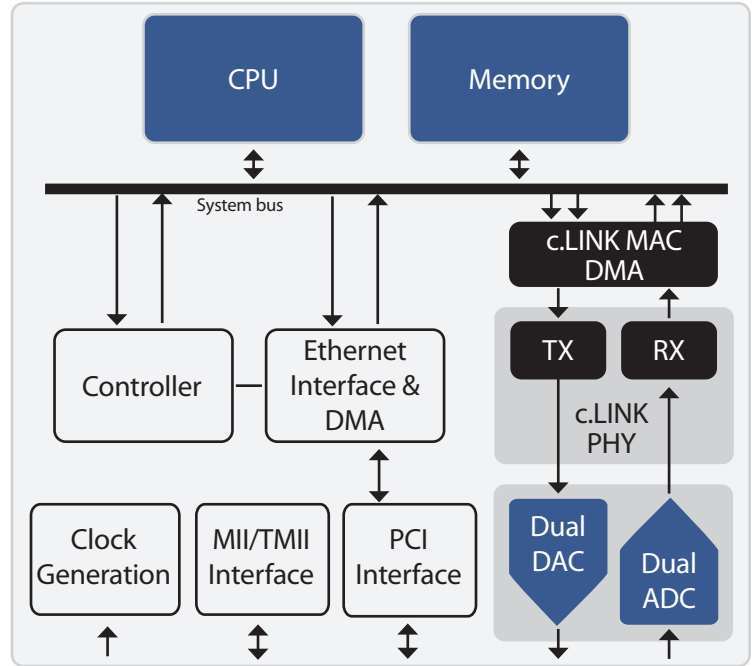 CPU
Memory
System bus
c.LINK MAC
DMA
TX
RX
Controller
Ethernet
Interface &
DMA
c.LINK
PHY
Clock
Generation
MII/TMII
Interface
PCI
Interface
Dual
DAC
Dual
ADC